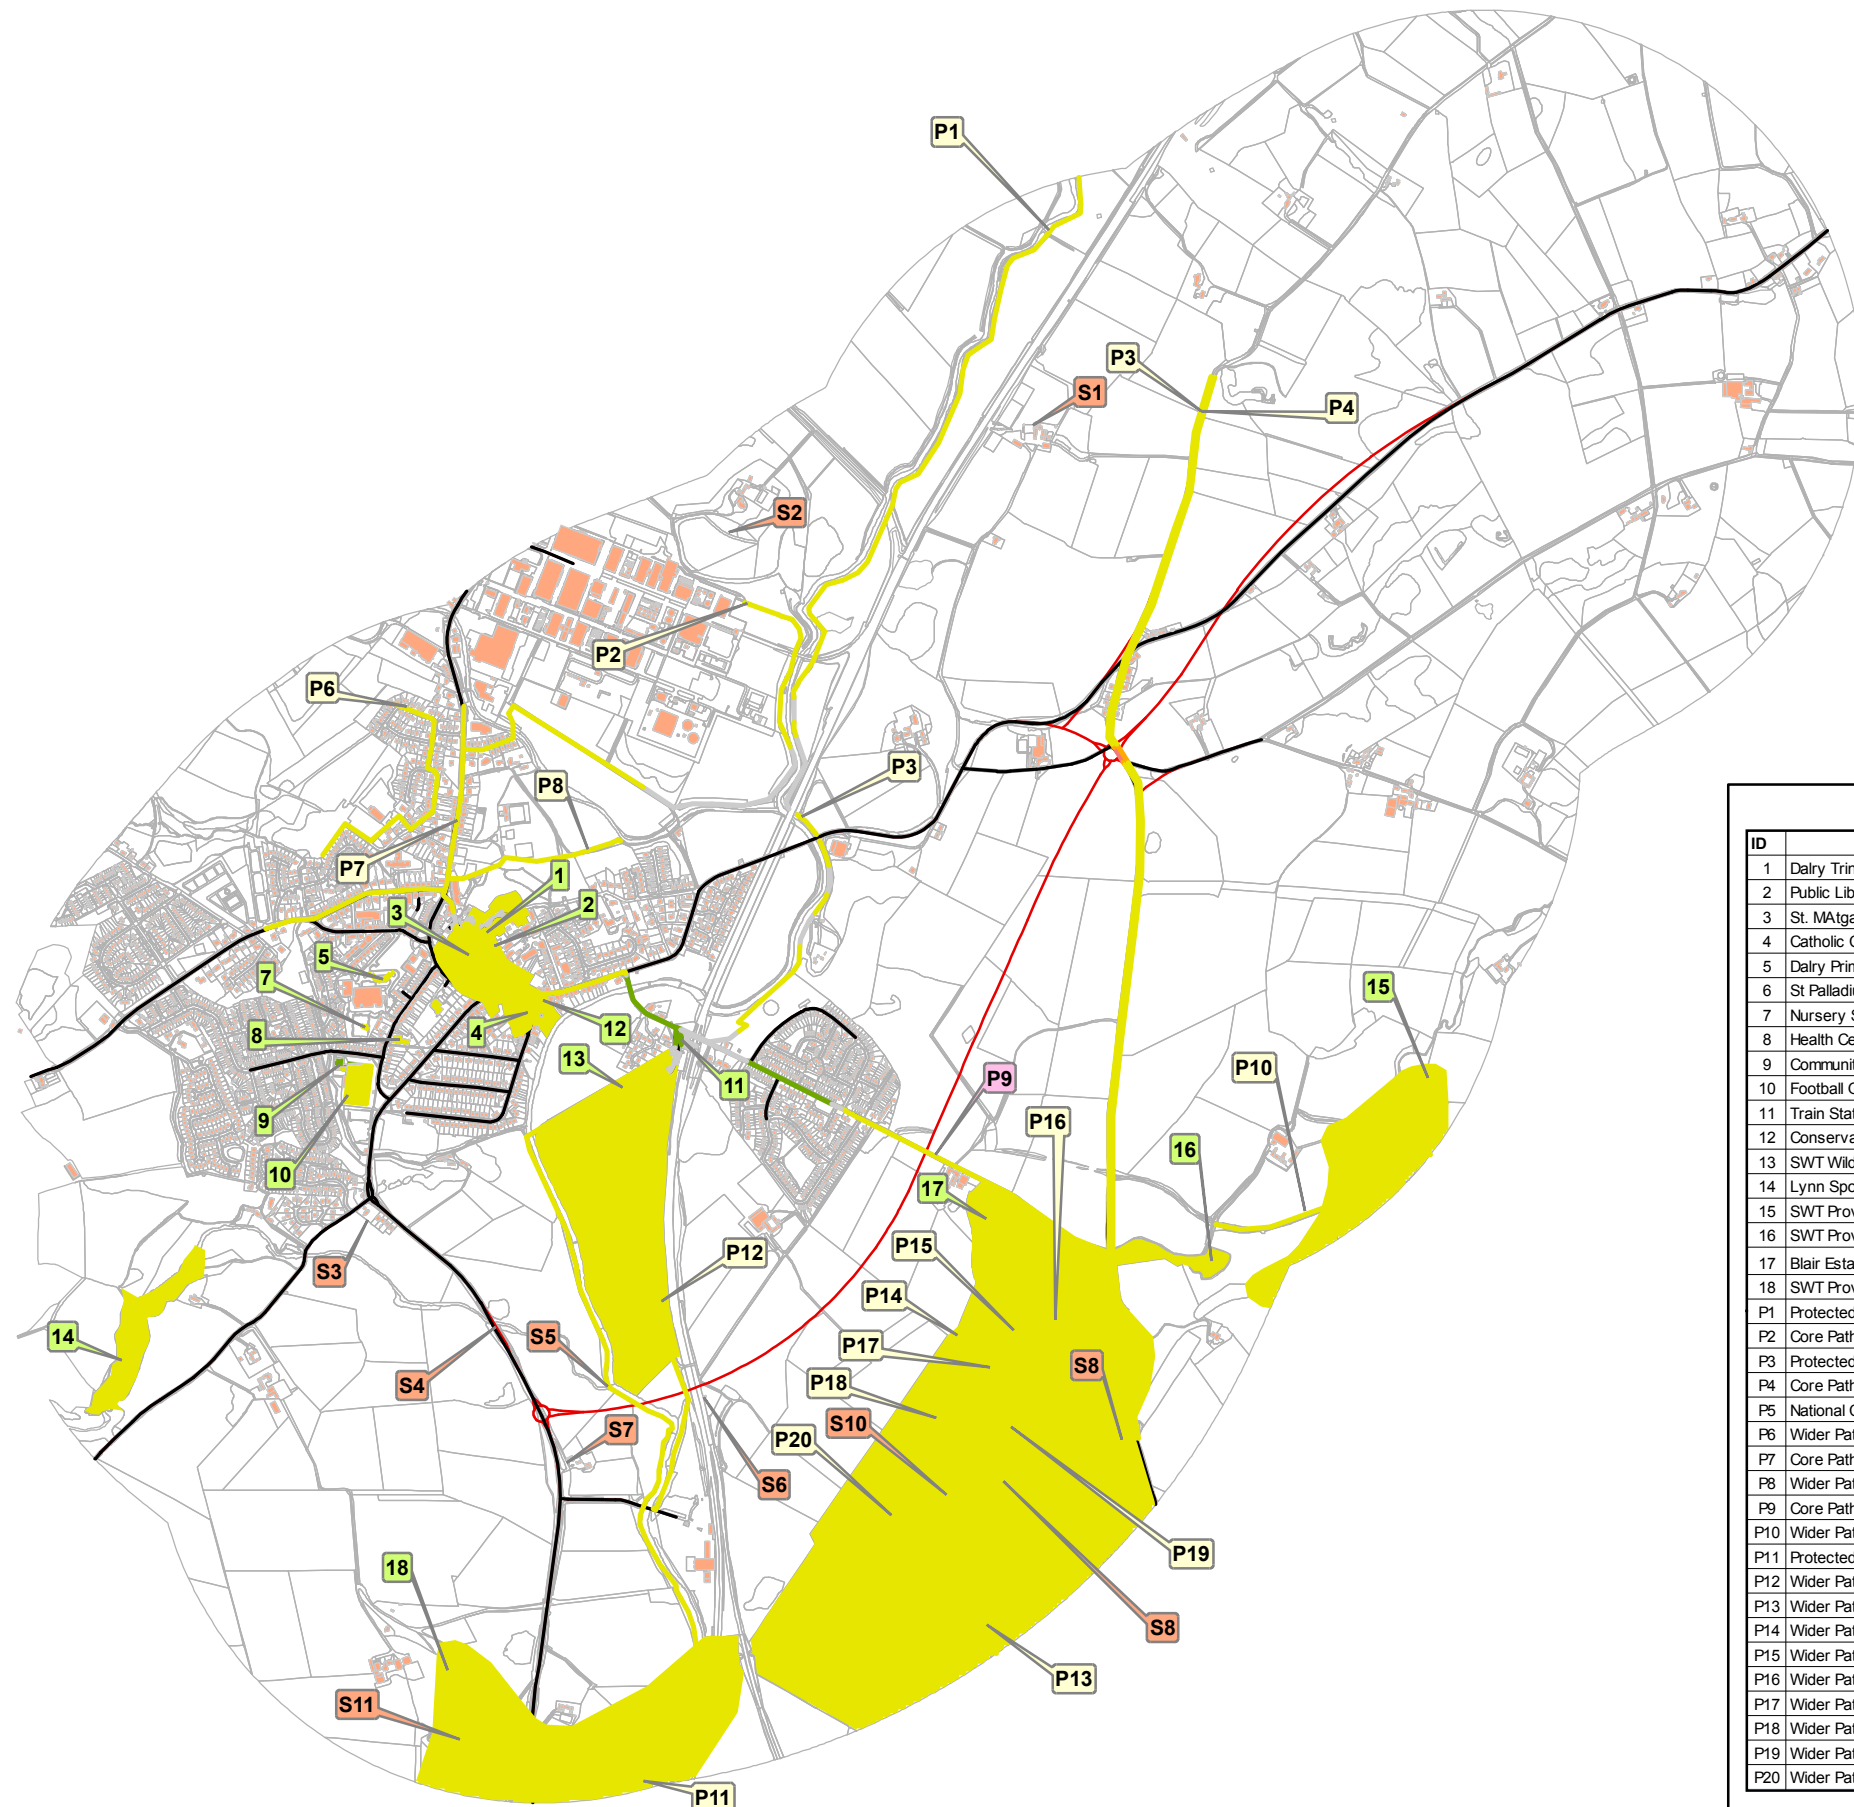 P1
P3
S1
P4
S2
P2
P6
P3
P8
P7
1
2
3
5
15
7
12
8
4
13
11
P9
P10
9
P16
10
16
17
P15
S3
P12
P14
14
S5
P17
S8
S4
P18
S10
S7
P20
S6
P19
18
S8
P13
S11
P11
ID
1 Dalry Trin
2 Public Lib
3 St. MAtga
4 Catholic C
5 Dalry Prin
6 St Palladiu
7 Nursery S
8 Health Ce
9 Communit
10 Football G
11 Train Stat
12 Conserva
13 SWT Wild
14 Lynn Spo
15 SWT Prov
16 SWT Prov
17 Blair Esta
18 SWT Prov
P1 Protected
P2 Core Path
P3 Protected
P4 Core Path
P5 National C
P6 Wider Pat
P7 Core Path
P8 Wider Pat
P9 Core Path
P10 Wider Pat
P11 Protected
P12 Wider Pat
P13 Wider Pat
P14 Wider Pat
P15 Wider Pat
P16 Wider Pat
P17 Wider Pat
P18 Wider Pat
P19 Wider Pat
P20 Wider Pat